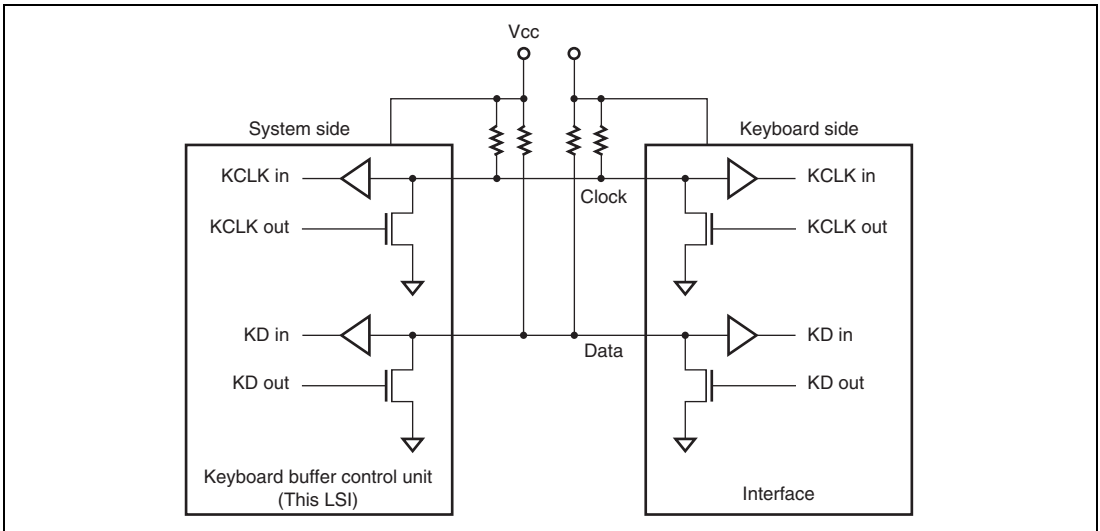 Vcc
System side
Keyboard side
KCLK in
KCLK in
Clock
KCLK out
KCLK out
KD in
KD in
Data
KD out
KD out
Keyboard buffer control unit
(This LSI)
Interface